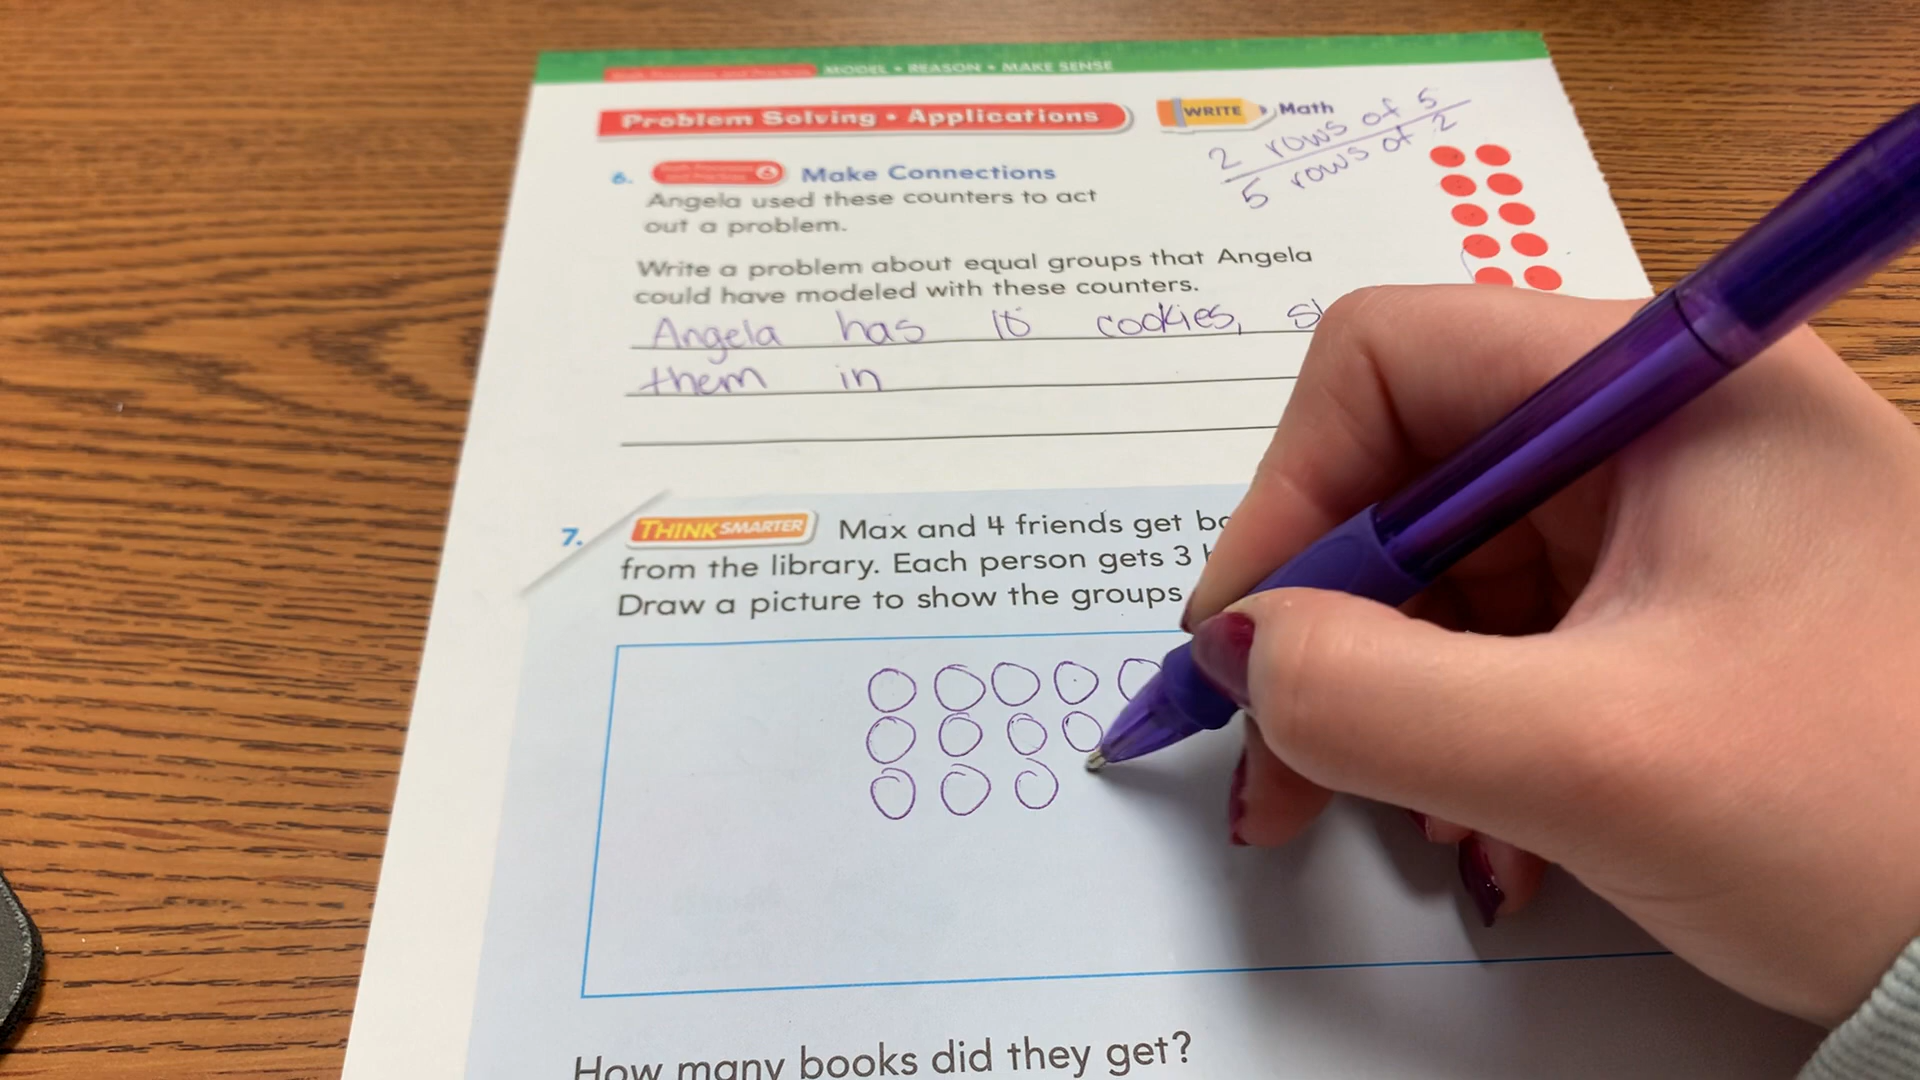 MODEL • REASON • MAKE SENSE
Problem Solving • Applications
WRITE Math
2 rows of 5
5 rows of 2
6. Make Connections
Angela used these counters to act
out a problem.
Write a problem about equal groups that Angela
could have modeled with these counters.
Angela has 10 cookies,
them in
7. THINK SMARTER Max and 4 friends get
from the library. Each person gets 3
Draw a picture to show the groups
How many books did they get?